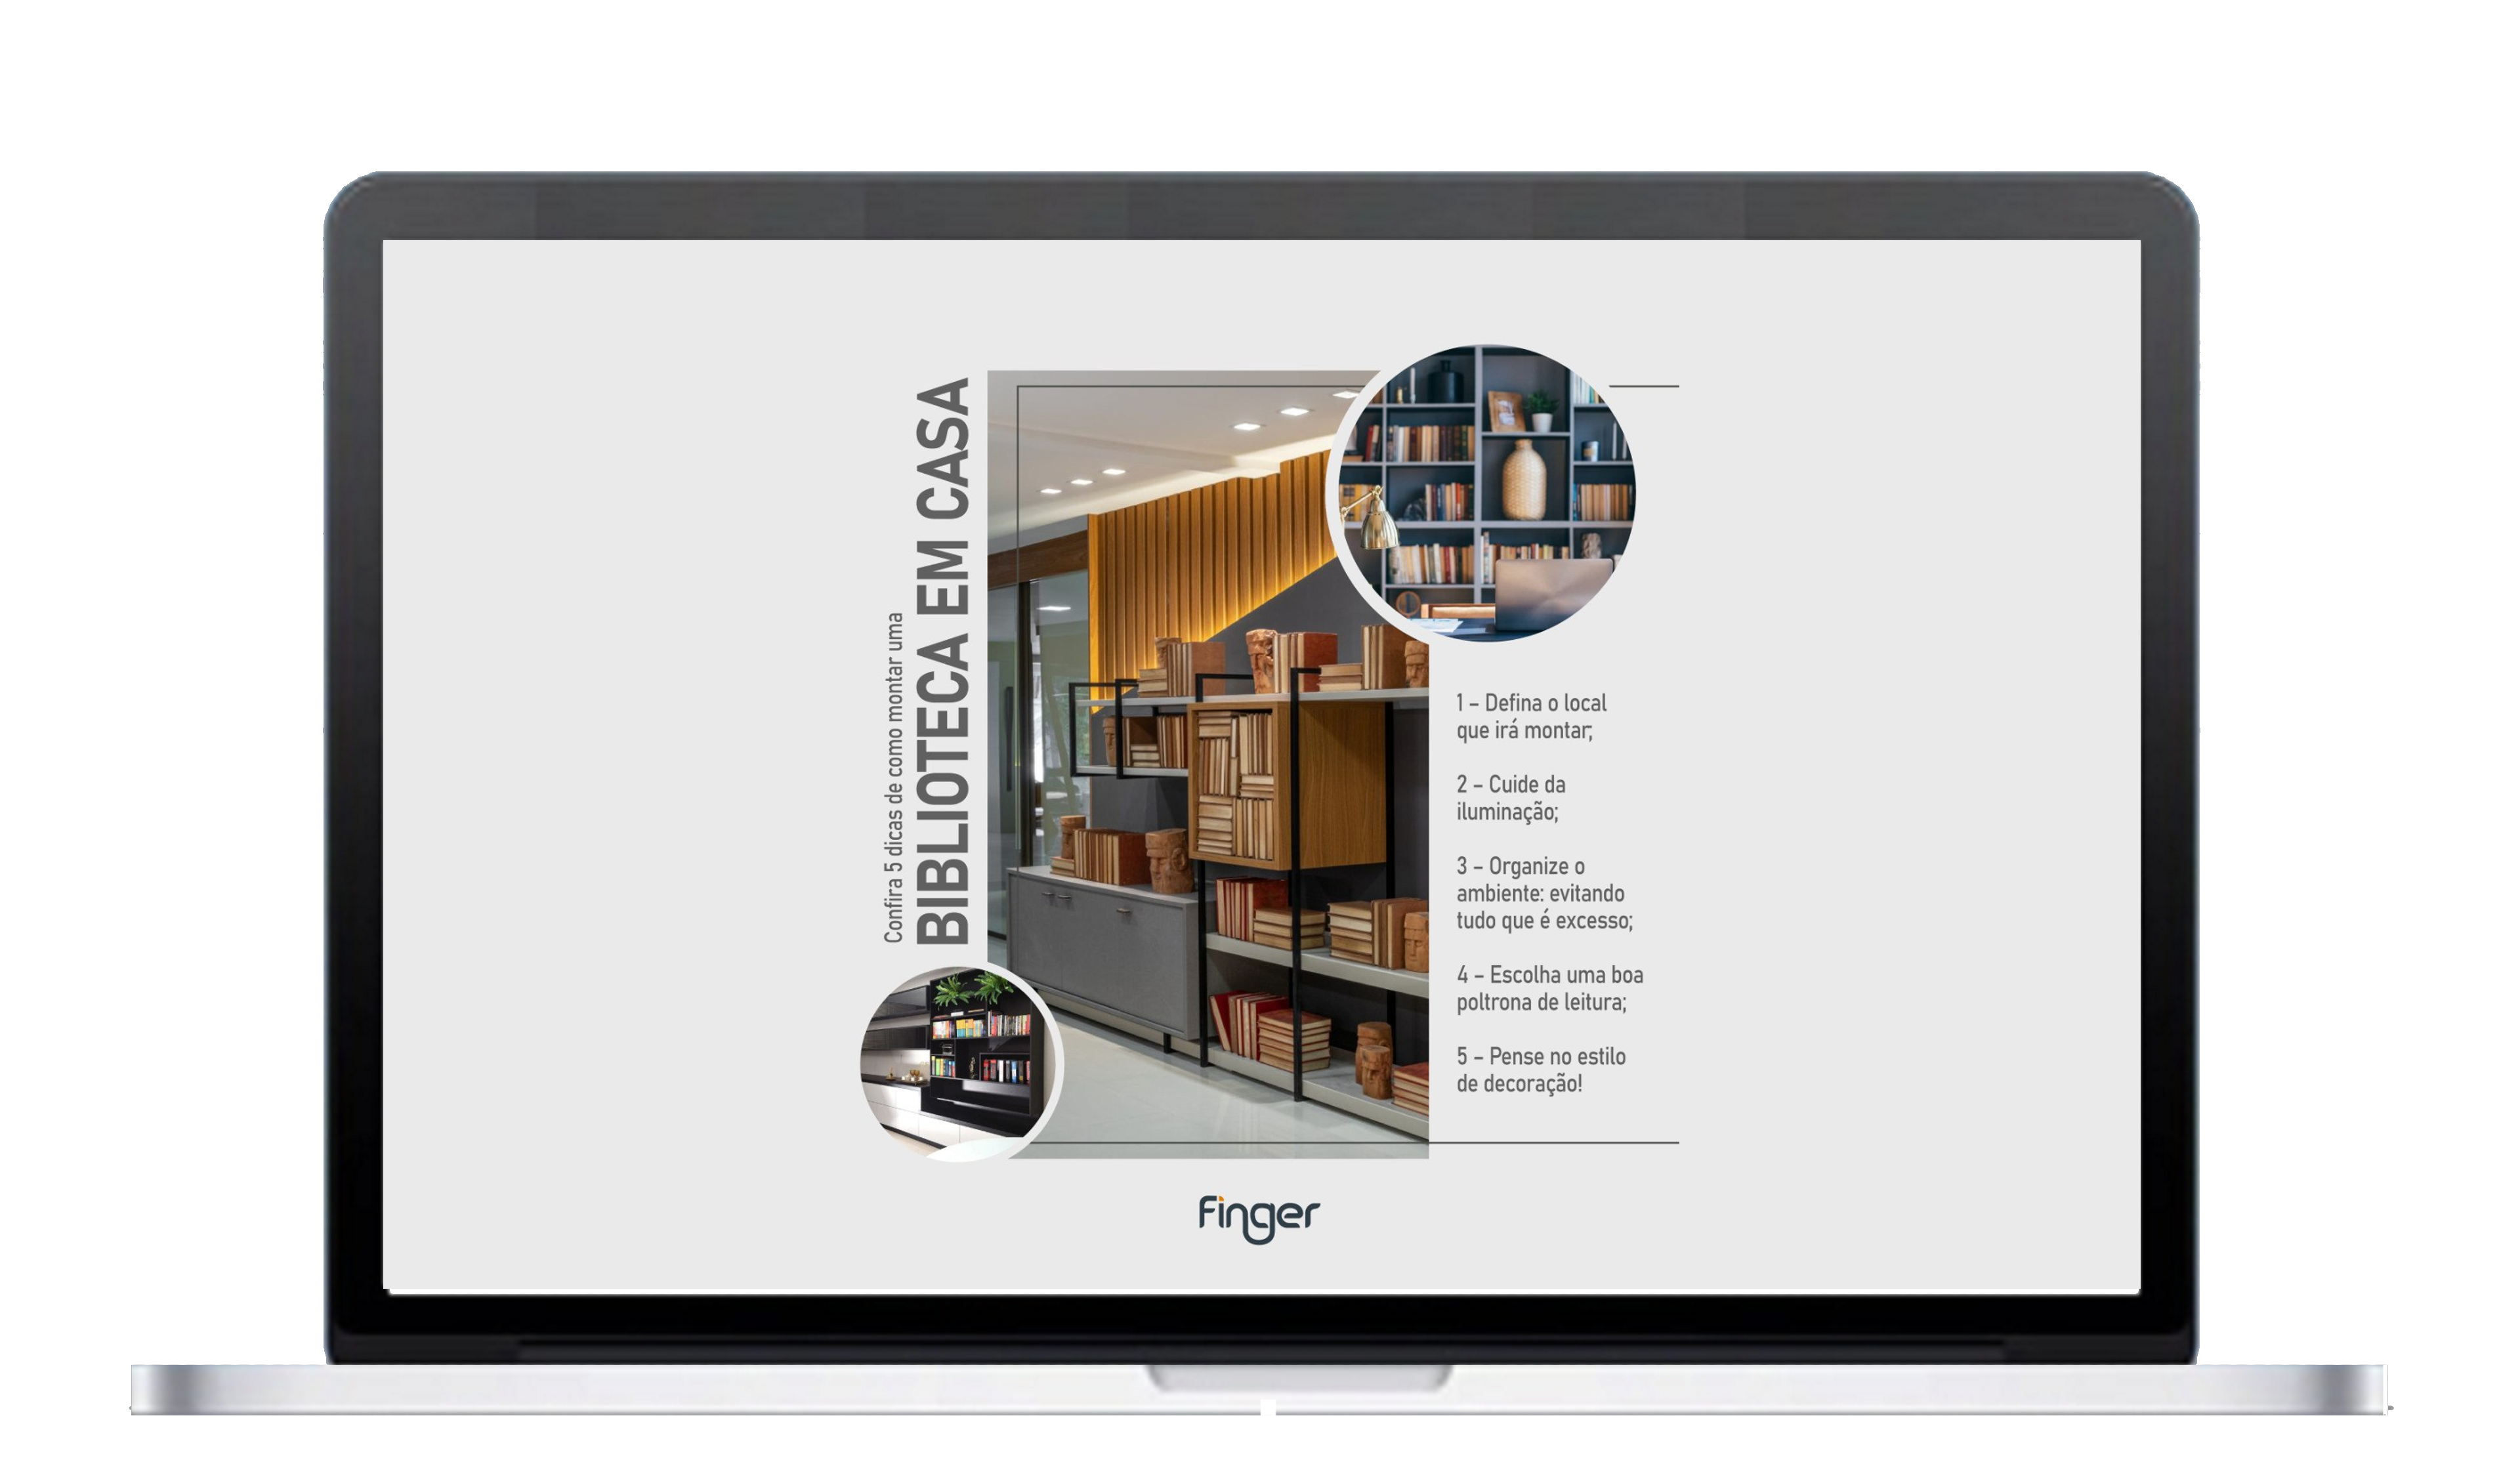 Confira 5 dicas de como montar uma
BIBLIOTECA EM CASA
1 – Defina o local
que irá montar;
2 – Cuide da
iluminação;
3 – Organize o
ambiente: evitando
tudo que é excesso;
4 – Escolha uma boa
poltrona de leitura;
5 – Pense no estilo
de decoração!
finger